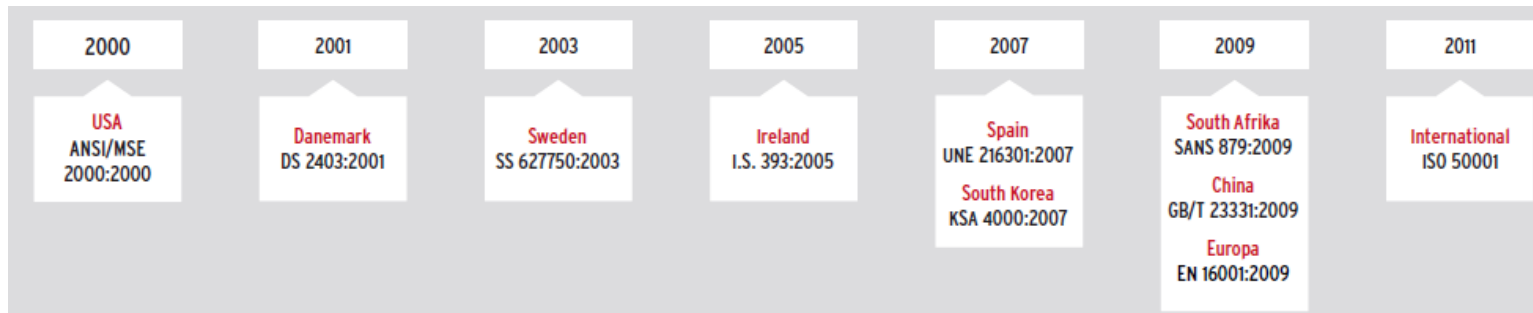 2000
USA
ANSI/MSE
2000:2000
2001
Danemark
DS 2403:2001
2003
Sweden
SS 627750:2003
2005
Ireland
I.S. 393:2005
2007
Spain
UNE 216301:2007
South Korea
KSA 4000:2007
2009
South Afrika
SANS 879:2009
China
GB/T 23331:2009
Europa
EN 16001:2009
2011
International
ISO 50001